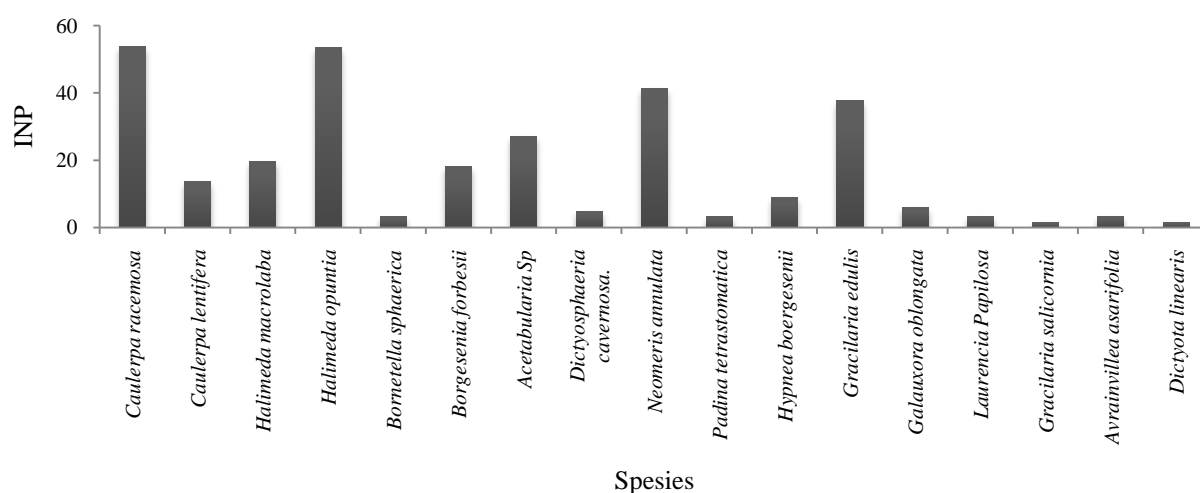 60
40
20
0
INP
Caulerpa racemosa
Caulerpa lentifera
Halimeda macrolaba
Halimeda opuntia
Bornetella sphaerica
Borgesenia forbesii
Acetabularia Sp
Dictyosphaeria
cavernosa.
Neomeris annulata
Padina tetrastomatica
Hypnea boergesenii
Gracilaria edulis
Galauxora oblongata
Laurencia Papilosa
Gracilaria salicornia
Avrainvillea asarifolia
Dictyota linearis
Spesies